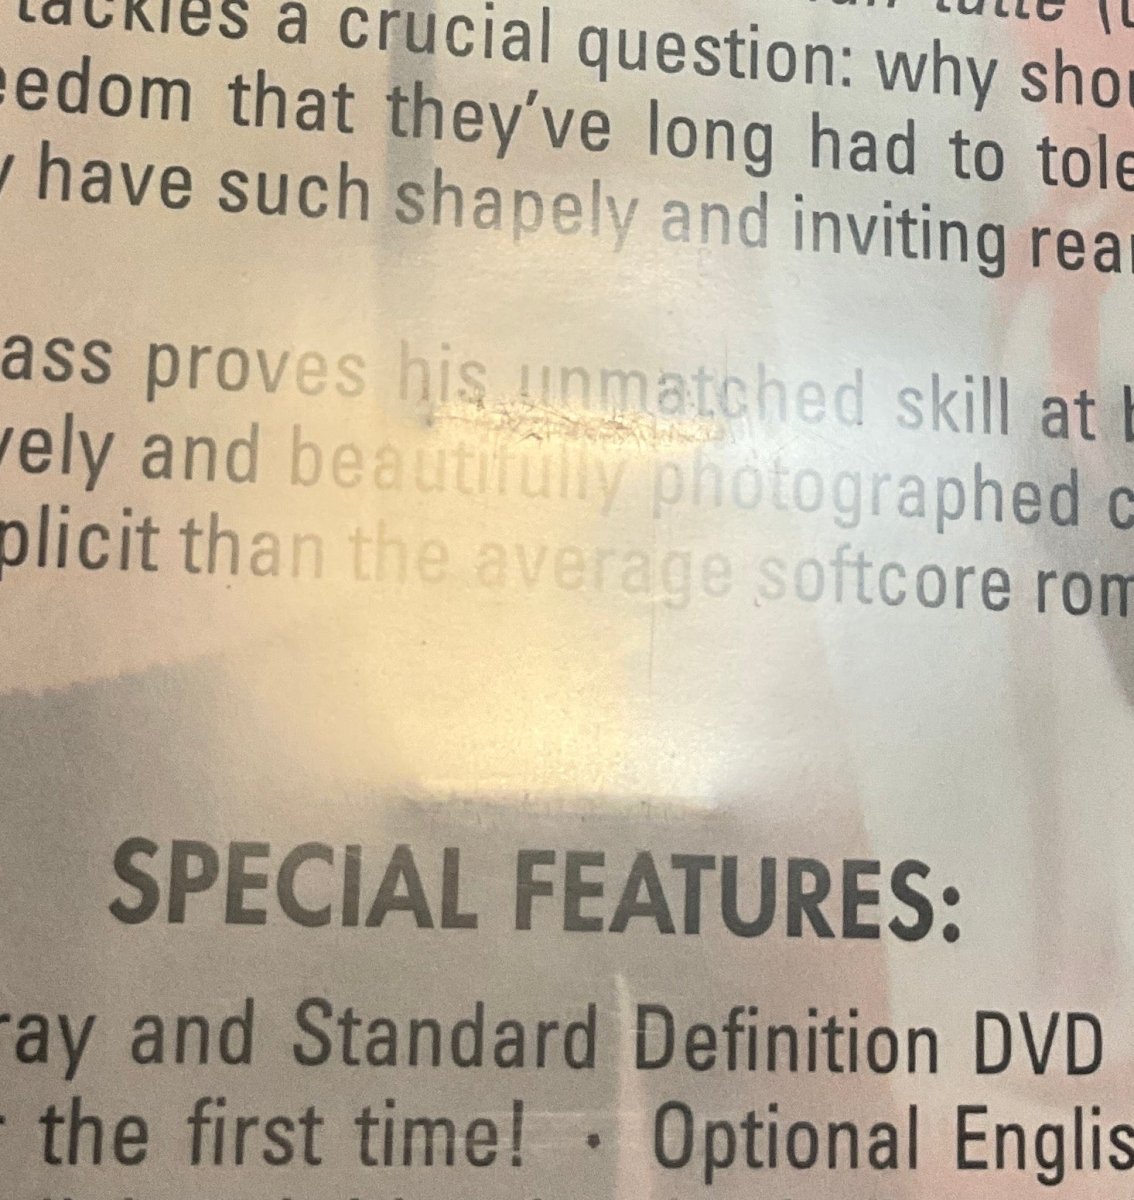 tackles a crucial question: why shou
eedom that they've long had to tole
y have such shapely and inviting rear
ass proves his unmatched skill at b
vely and beautifully photographed c
plicit than the average softcore rom
SPECIAL FEATURES:
ray and Standard Definition DVD
the first time! • Optional Englis